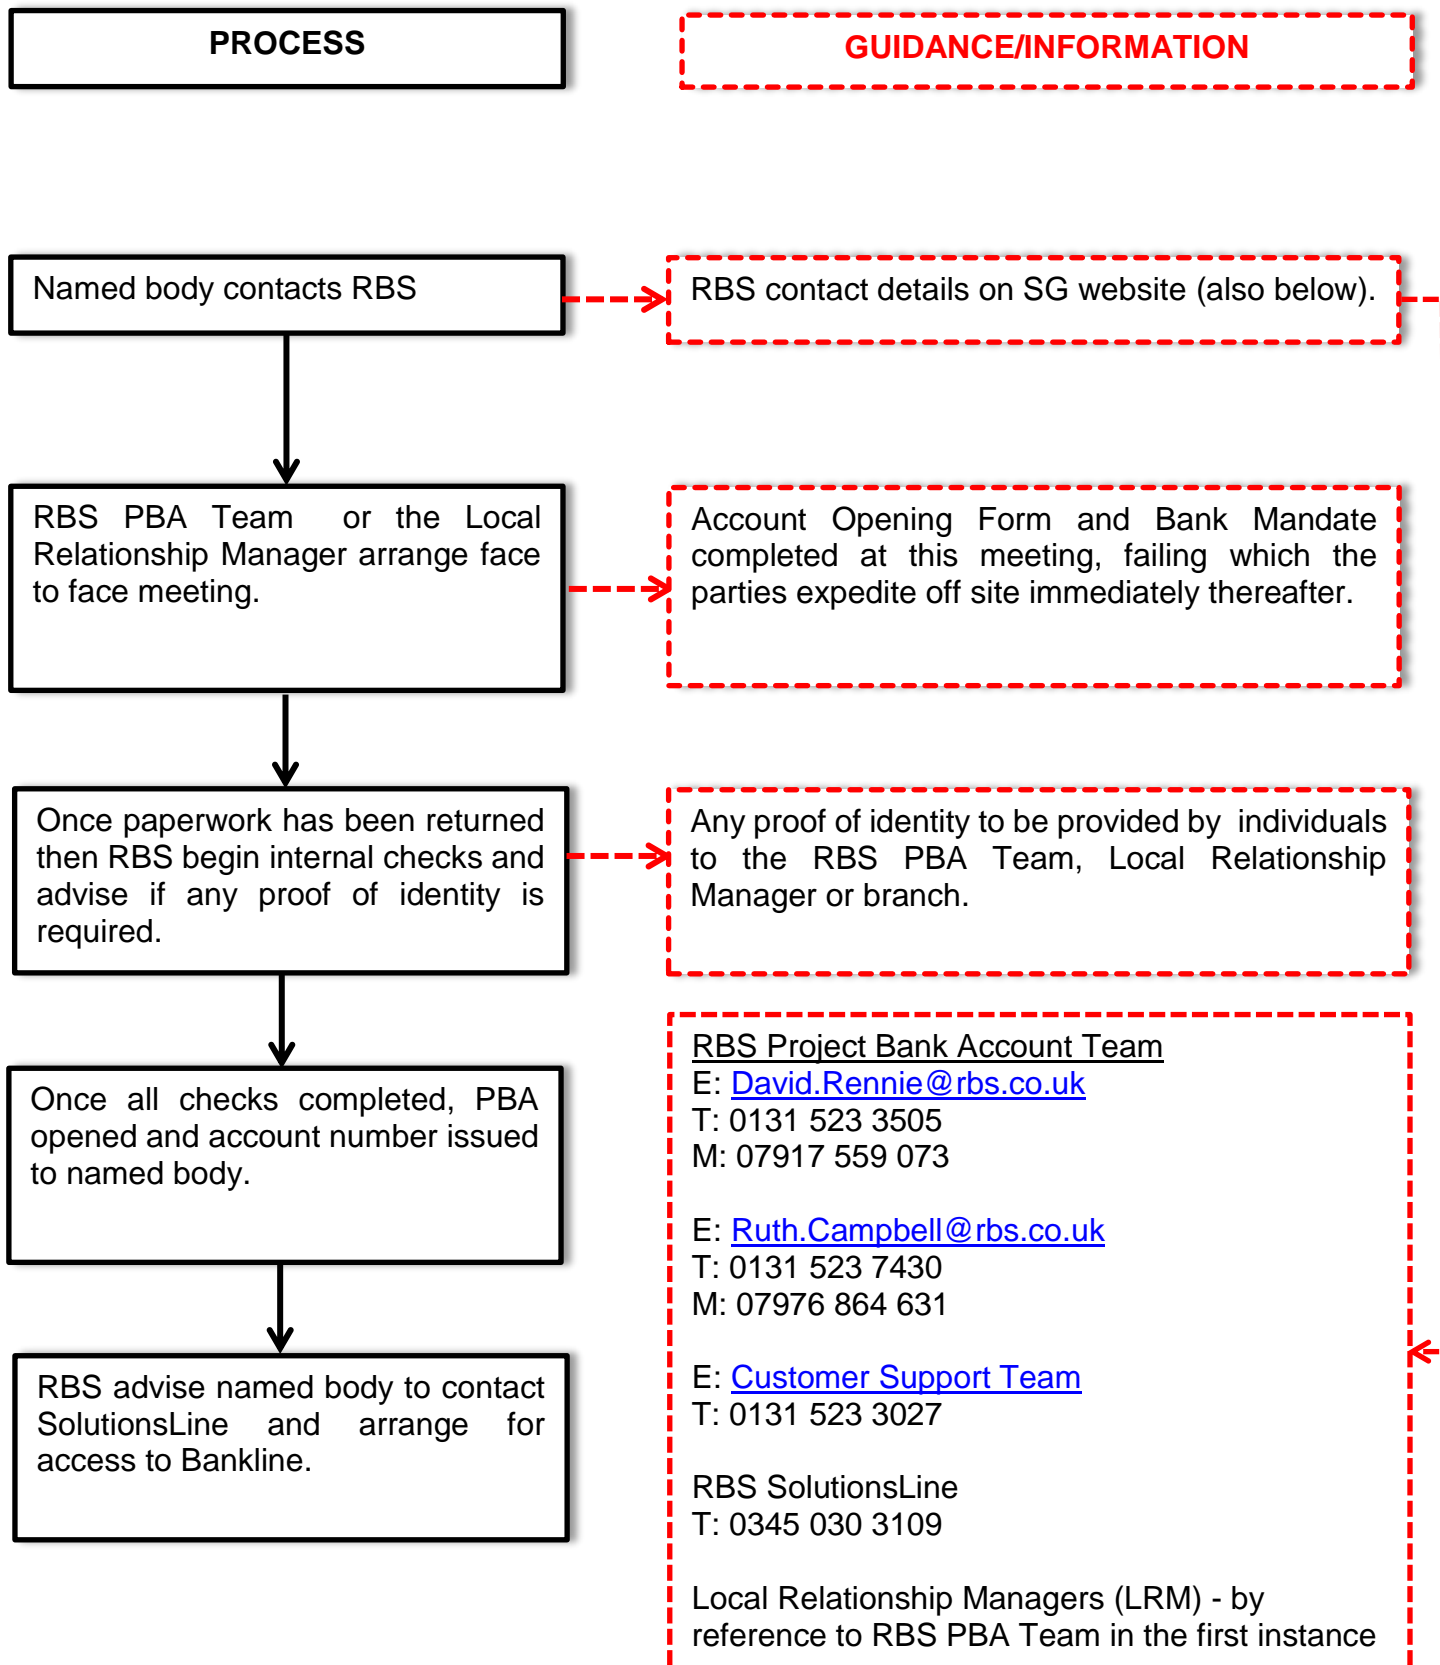 PROCESS
GUIDANCE/INFORMATION
Named body contacts RBS
RBS contact details on SG website (also below).
RBS PBA Team or the Local
Relationship Manager arrange face
to face meeting.
Account Opening Form and Bank Mandate
completed at this meeting, failing which the
parties expedite off site immediately thereafter.
Once paperwork has been returned
then RBS begin internal checks and
advise if any proof of identity is
required.
Any proof of identity to be provided by individuals
to the RBS PBA Team, Local Relationship
Manager or branch.
Once all checks completed, PBA
opened and account number issued
to named body.
RBS advise named body to contact
SolutionsLine and arrange for
access to Bankline.
RBS Project Bank Account Team
E: David.Rennie@rbs.co.uk
T: 0131 523 3505
M: 07917 559 073
E: Ruth.Campbell@rbs.co.uk
T: 0131 523 7430
M: 07976 864 631
E: Customer Support Team
T: 0131 523 3027
RBS SolutionsLine
T: 0345 030 3109
Local Relationship Managers (LRM) - by
reference to RBS PBA Team in the first instance